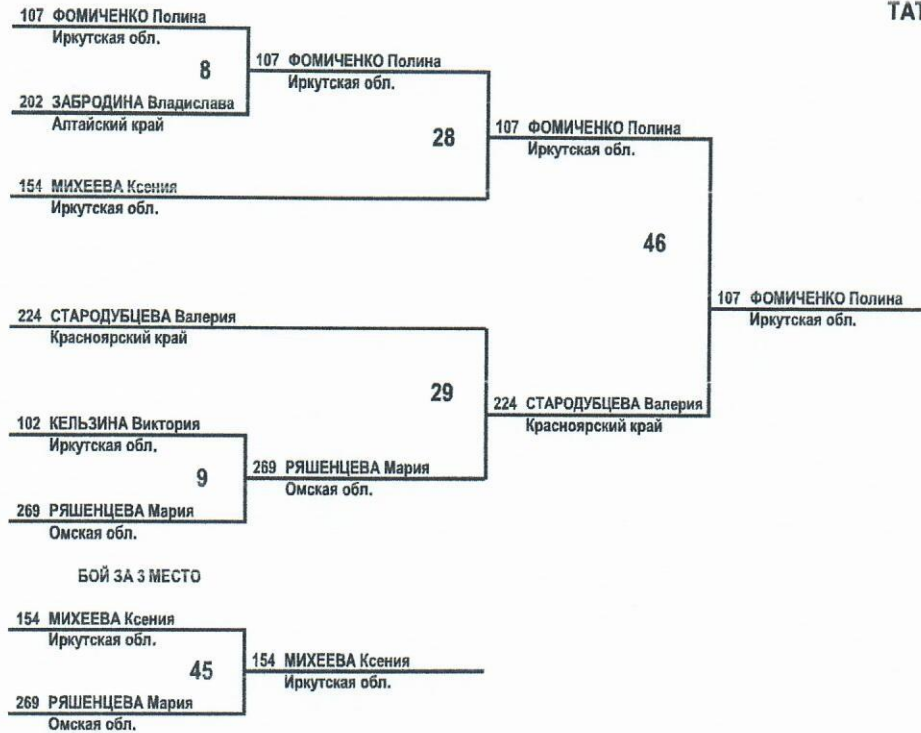 ТАТ
107 ФОМИЧЕНКО Полина
Иркутская обл.
8
202 ЗАБРОДИНА Владислава
Алтайский край
107 ФОМИЧЕНКО Полина
Иркутская обл.
28
154 МИХЕЕВА Ксения
Иркутская обл.
107 ФОМИЧЕНКО Полина
Иркутская обл.
46
107 ФОМИЧЕНКО Полина
Иркутская обл.
224 СТАРОДУБЦЕВА Валерия
Красноярский край
29
224 СТАРОДУБЦЕВА Валерия
Красноярский край
102 КЕЛЬЗИНА Виктория
Иркутская обл.
9
269 РЯШЕНЦЕВА Мария
Омская обл.
269 РЯШЕНЦЕВА Мария
Омская обл.
БОЙ ЗА 3 МЕСТО
154 МИХЕЕВА Ксения
Иркутская обл.
45
154 МИХЕЕВА Ксения
Иркутская обл.
269 РЯШЕНЦЕВА Мария
Омская обл.